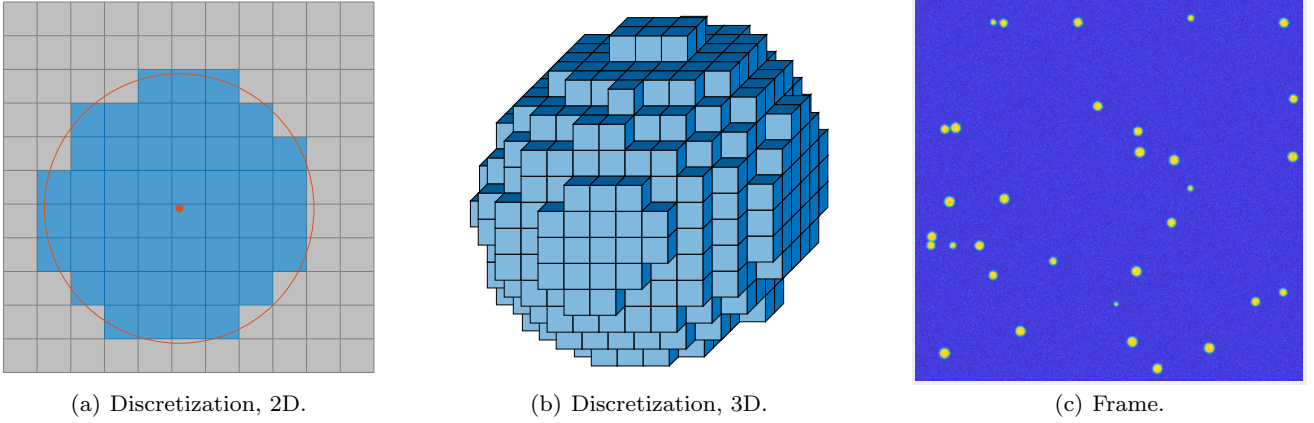 (a) Discretization, 2D.
(b) Discretization, 3D.
(c) Frame.